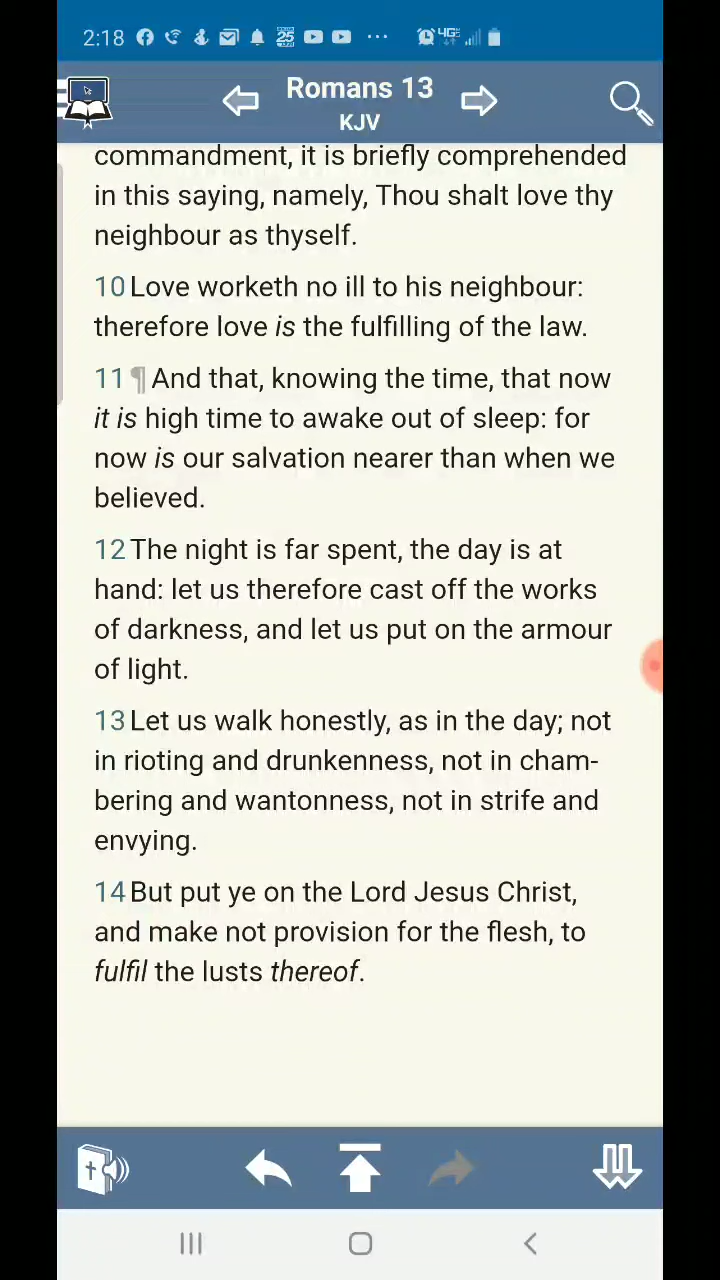 2:18 25 ··· 4GE
Romans 13
KJV
commandment, it is briefly comprehended
in this saying, namely, Thou shalt love thy
neighbour as thyself.
10 Love worketh no ill to his neighbour:
therefore love is the fulfilling of the law.
11 ¶ And that, knowing the time, that now
it is high time to awake out of sleep: for
now is our salvation nearer than when we
believed.
12 The night is far spent, the day is at
hand: let us therefore cast off the works
of darkness, and let us put on the armour
of light.
13 Let us walk honestly, as in the day; not
in rioting and drunkenness, not in cham-
bering and wantonness, not in strife and
envying.
14 But put ye on the Lord Jesus Christ,
and make not provision for the flesh, to
fulfil the lusts thereof.